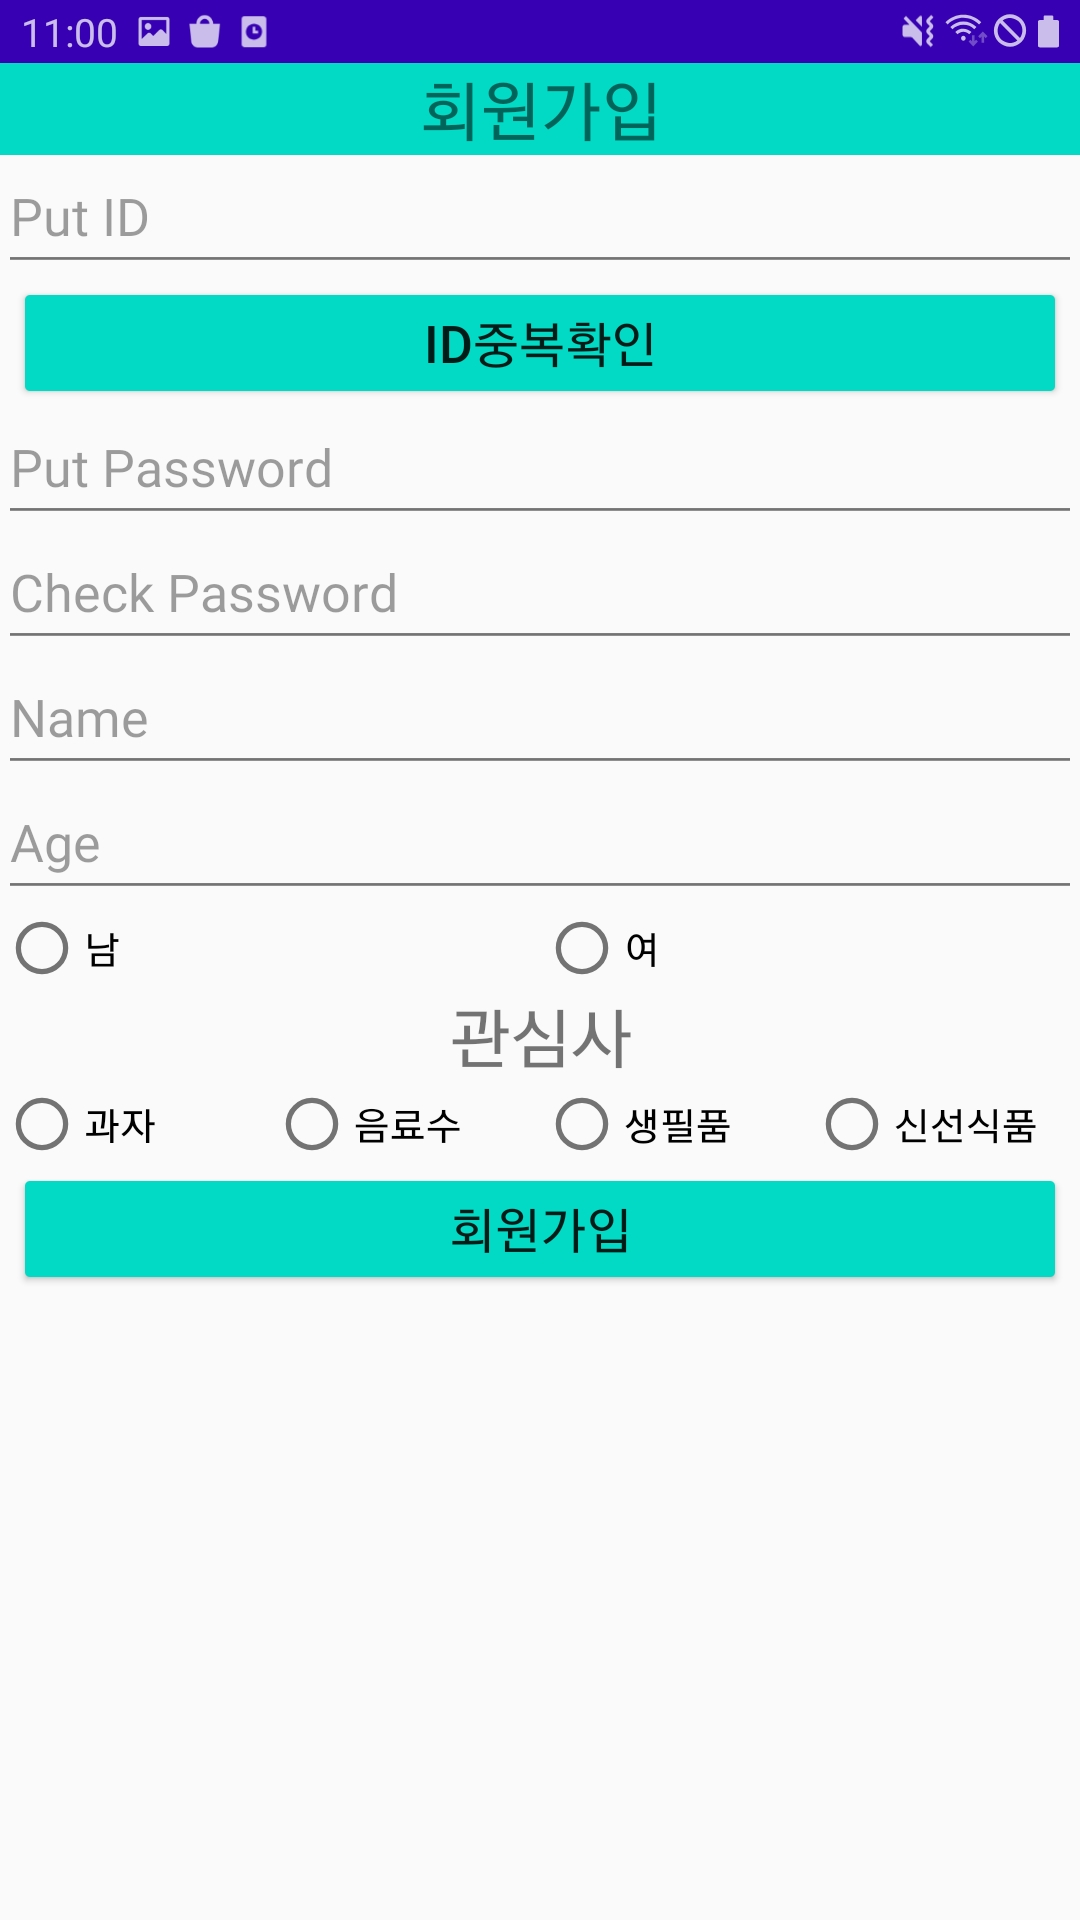 11:00
회원가입
Put ID
ID중복확인
Put Password
Check Password
Name
Age
남 여
관심사
과자 음료수 생필품 신선식품
회원가입